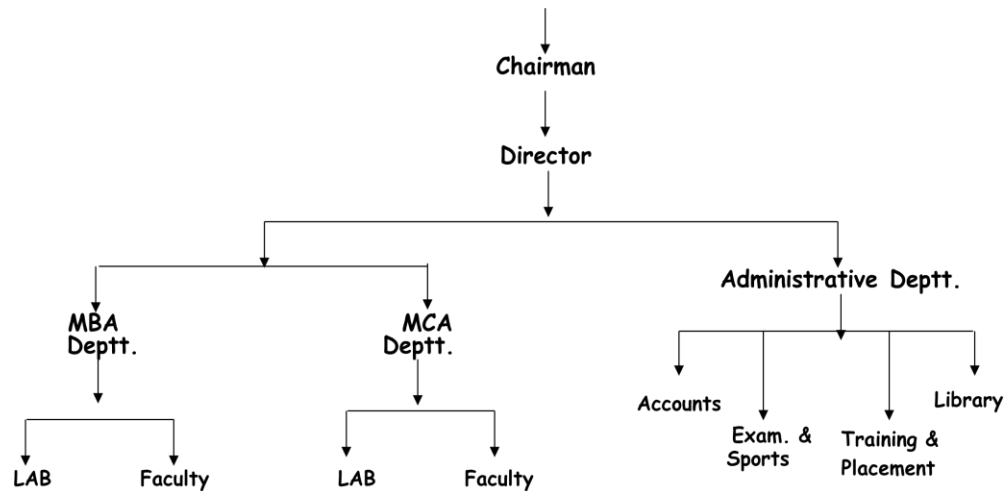 Chairman
Director
Administrative Deptt.
MBA
Deptt.
MCA
Deptt.
Accounts
Exam. &
Sports
Training &
Placement
Library
LAB
Faculty
LAB
Faculty